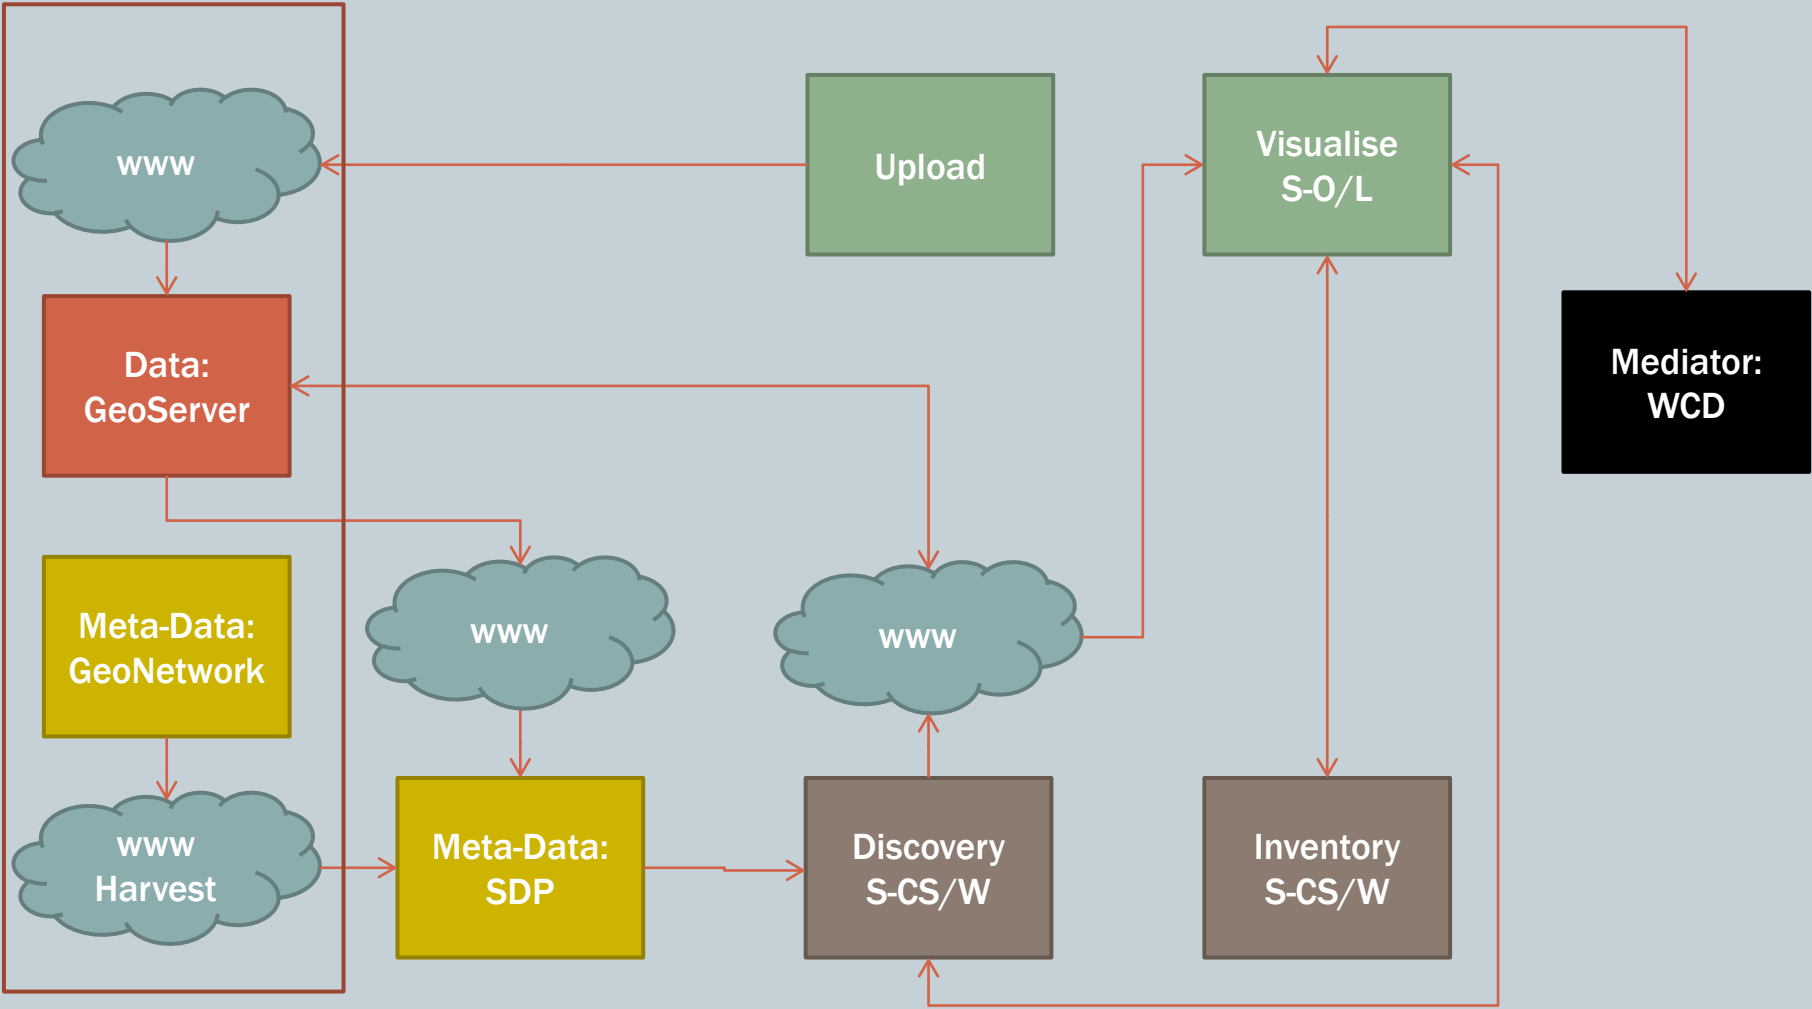 www
Upload
Visualise
S-O/L
Data:
GeoServer
Mediator:
WCD
Meta-Data:
GeoNetwork
www
www
www
Harvest
Meta-Data:
SDP
Discovery
S-CS/W
Inventory
S-CS/W